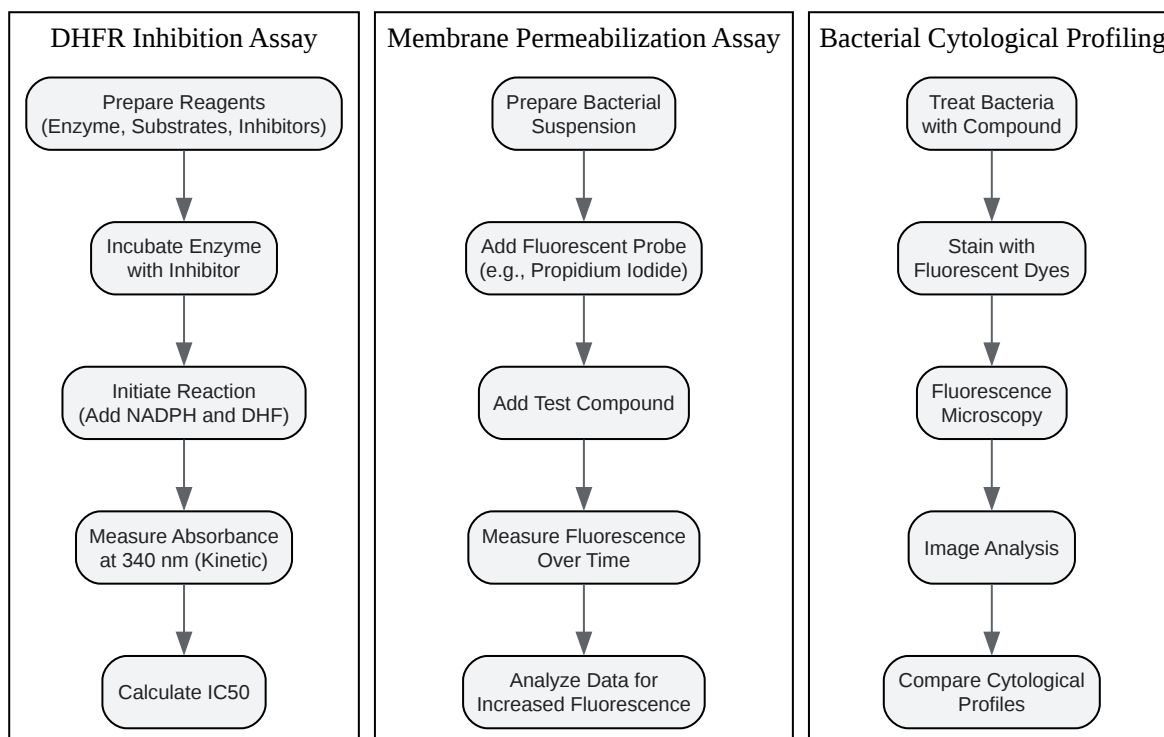 DHFR Inhibition Assay
Prepare Reagents
(Enzyme, Substrates, Inhibitors)
Incubate Enzyme
with Inhibitor
Initiate Reaction
(Add NADPH and DHF)
Measure Absorbance
at 340 nm (Kinetic)
Calculate IC50
Membrane Permeabilization Assay
Prepare Bacterial
Suspension
Add Fluorescent Probe
(e.g., Propidium Iodide)
Add Test Compound
Measure Fluorescence
Over Time
Analyze Data for
Increased Fluorescence
Bacterial Cytological Profiling
Treat Bacteria
with Compound
Stain with
Fluorescent Dyes
Fluorescence
Microscopy
Image Analysis
Compare Cytological
Profiles